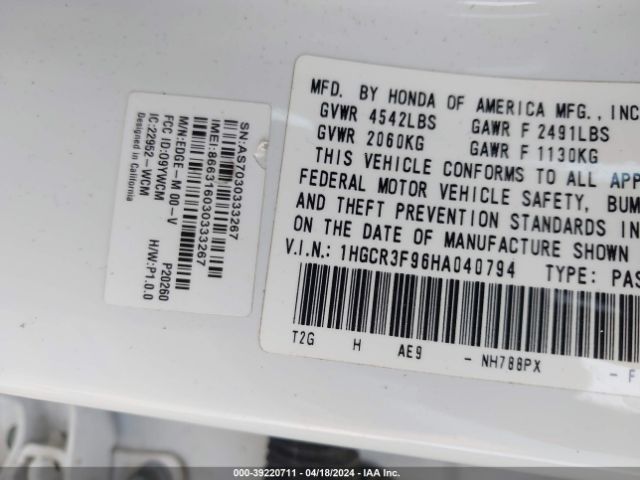 SN:AS7030333267
IMEI:866316030333267
M/N:EDGE-M 00-V
FCC ID:09YWCM
IC:22952-WCM
Designed in California
P20260
H/W:P1.0.0
MFD. BY HONDA OF AMERICA MFG., INC
GVWR 4542LBS GAWR F 2491LBS
GVWR 2060KG GAWR F 1130KG
THIS VEHICLE CONFORMS TO ALL APP
FEDERAL MOTOR VEHICLE SAFETY, BUM
AND THEFT PREVENTION STANDARDS IN
ON THE DATE OF MANUFACTURE SHOWN
V.I.N.: 1HGCR3F96HA040794 TYPE: PAS
T2G H AE9 - NH788PX - F
000-39220711 - 04/18/2024 - IAA Inc.